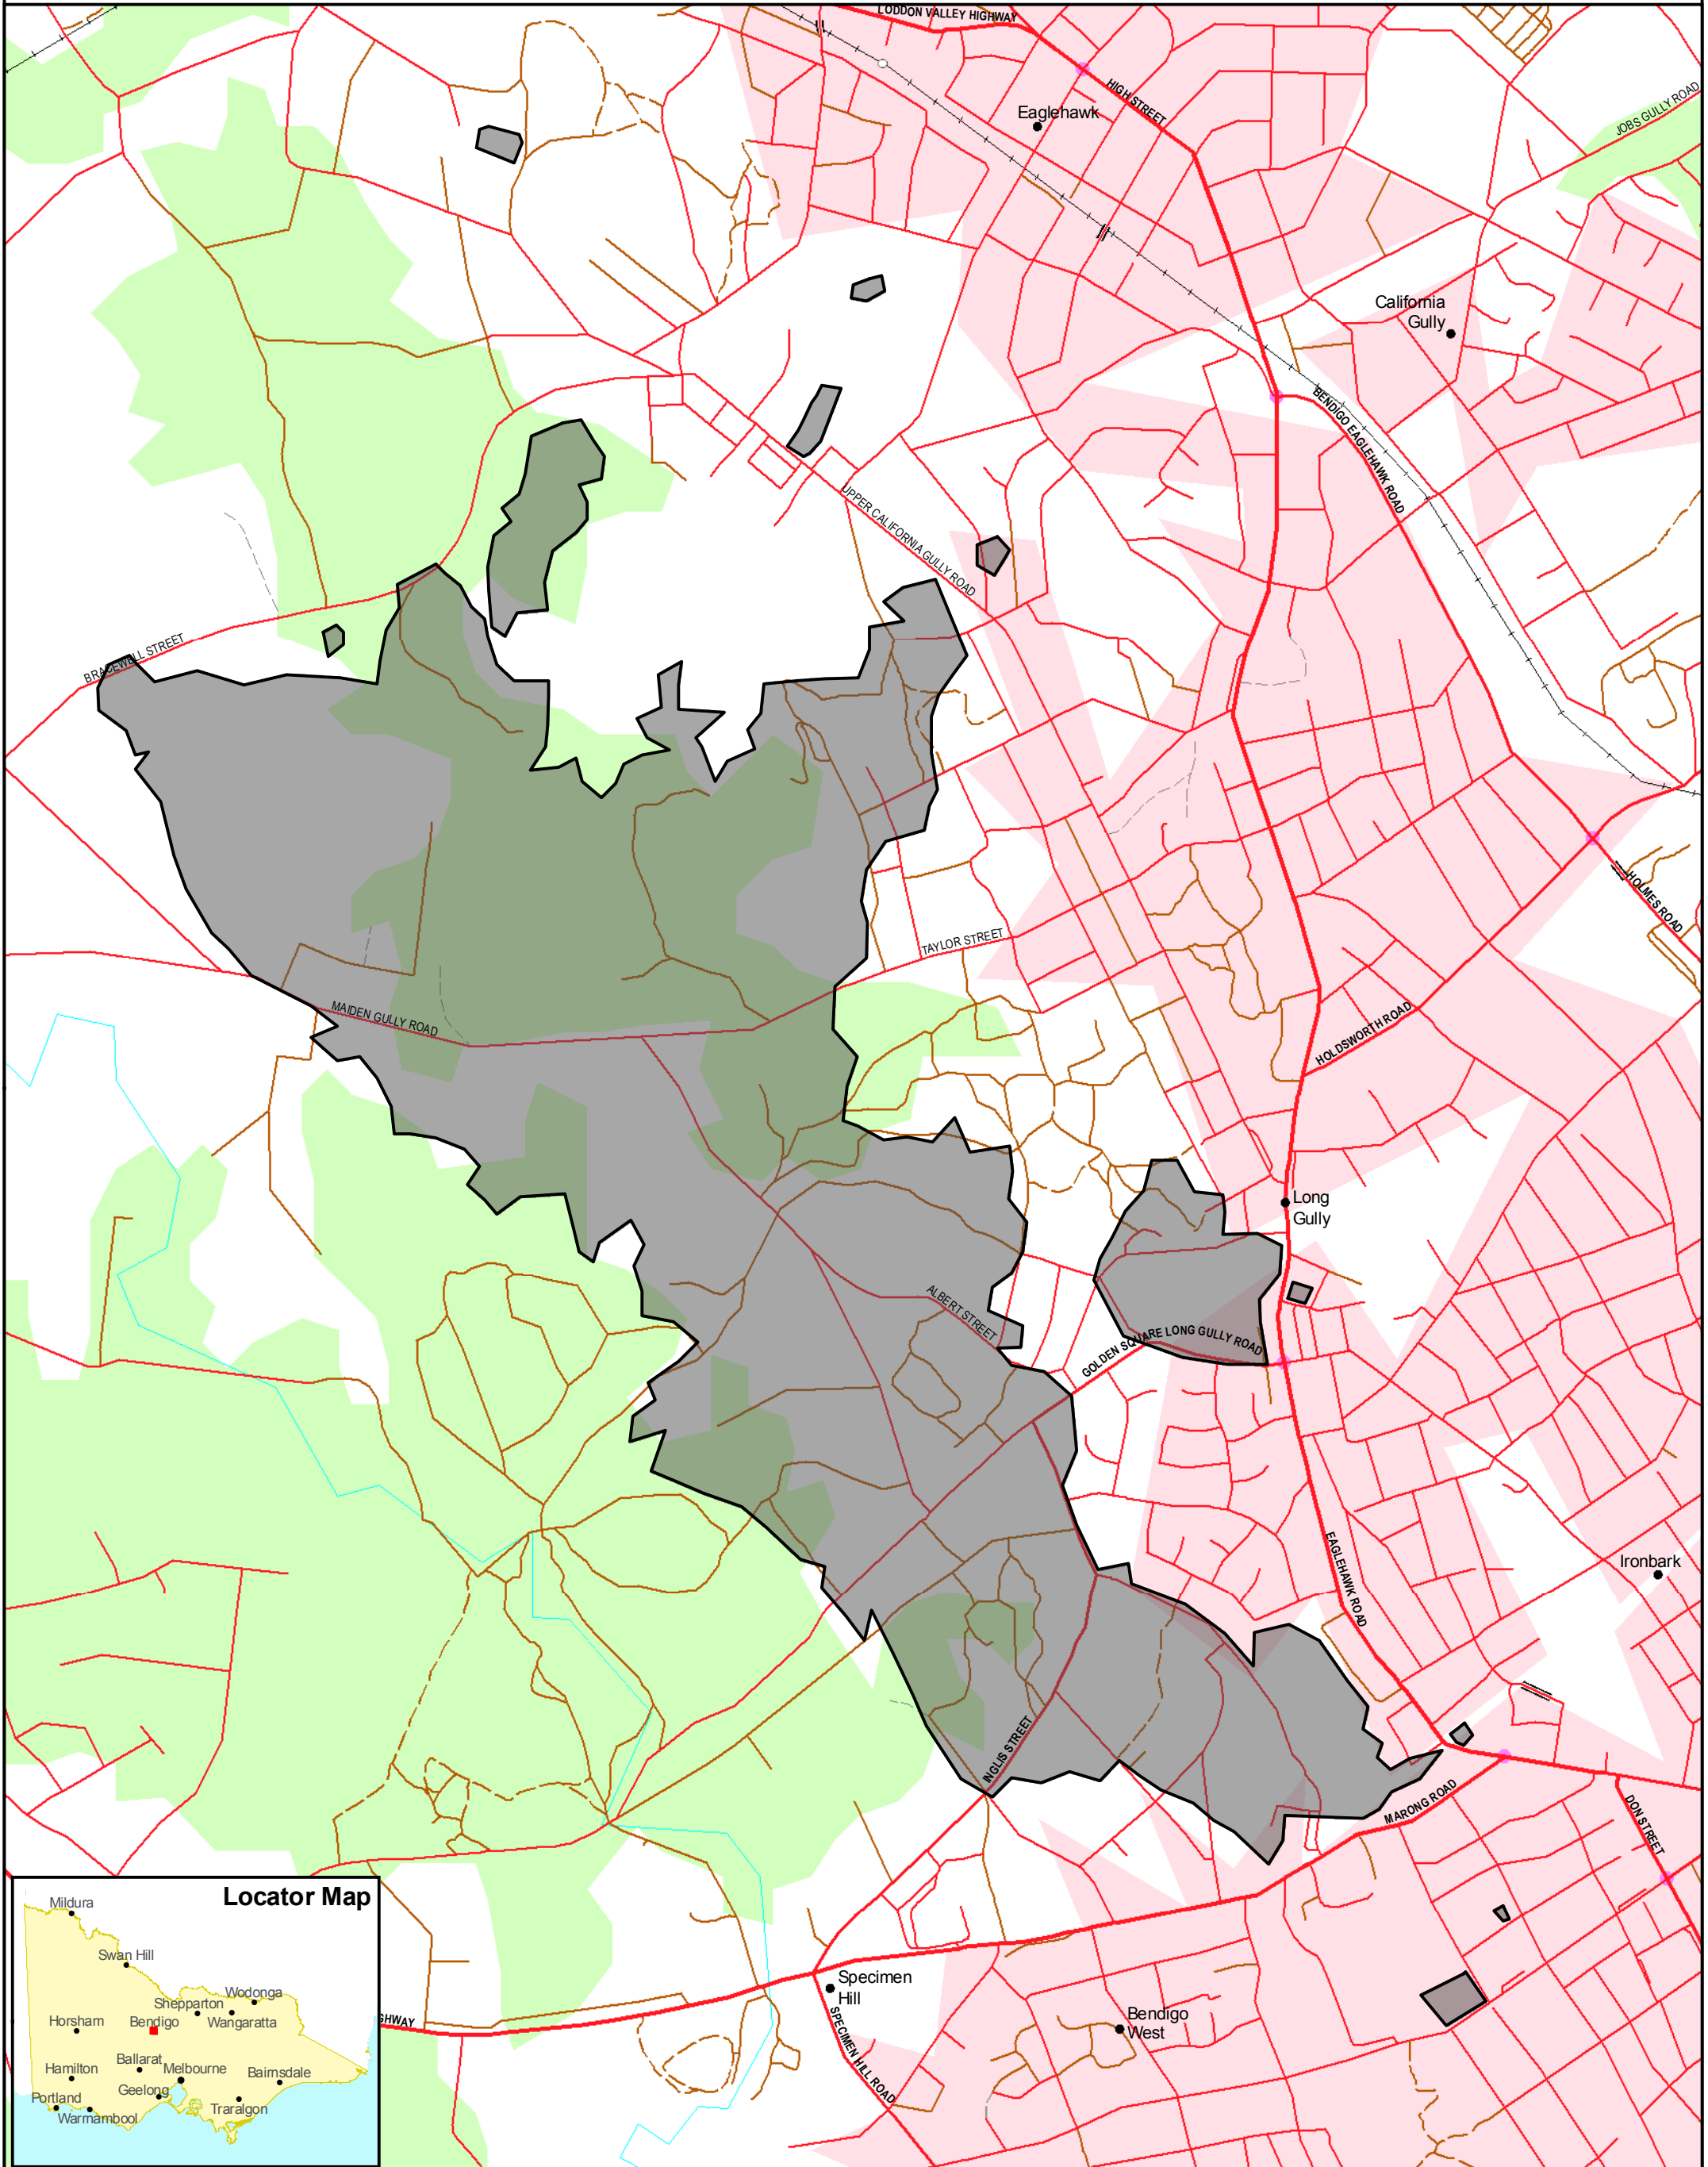 LODDON VALLEY HIGHWAY
HIGH STREET
JOBS GULLY ROAD
Eaglehawk
California
Gully
BENDIGO EAGLEHAWK ROAD
UPPER CALIFORNIA GULLY ROAD
BRACEWELL STREET
HOLMES ROAD
TAYLOR STREET
MAIDEN GULLY ROAD
HOLDSWORTH ROAD
Long
Gully
ALBERT STREET
GOLDEN SQUARE LONG GULLY ROAD
EAGLEHAWK ROAD
Ironbark
INGLIS STREET
MARONG ROAD
DON STREET
Locator Map
Mildura
Swan Hill
Wodonga
Shepparton
Horsham
Bendigo
Wangaratta
Ballarat
Hamilton
Melbourne
Bairnsdale
Geelong
Portland
Traralgon
Warrnambool
GHWAY
Specimen
Hill
SPECIMEN HILL ROAD
Bendigo
West